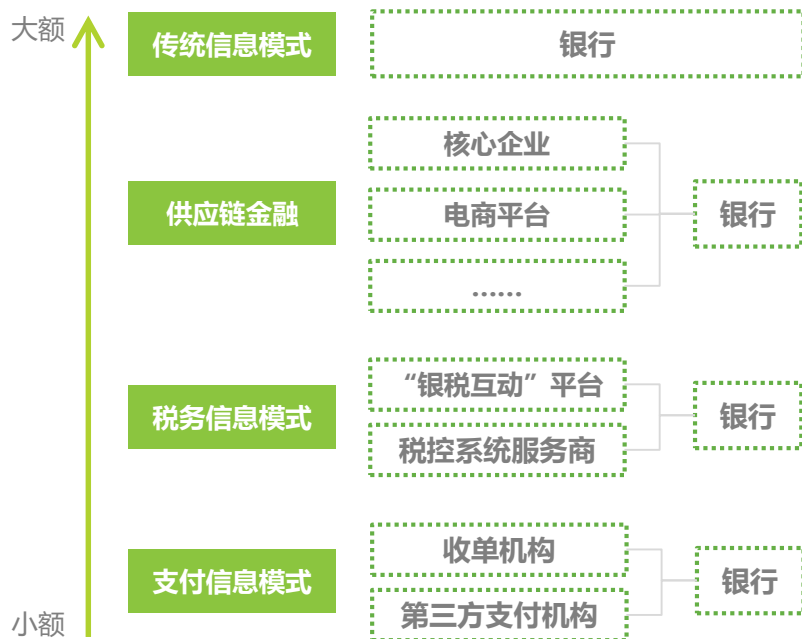 大额
传统信息模式
银行
核心企业
供应链金融
电商平台
银行
……
“银税互动”平台
税务信息模式
银行
税控系统服务商
收单机构
支付信息模式
银行
第三方支付机构
小额